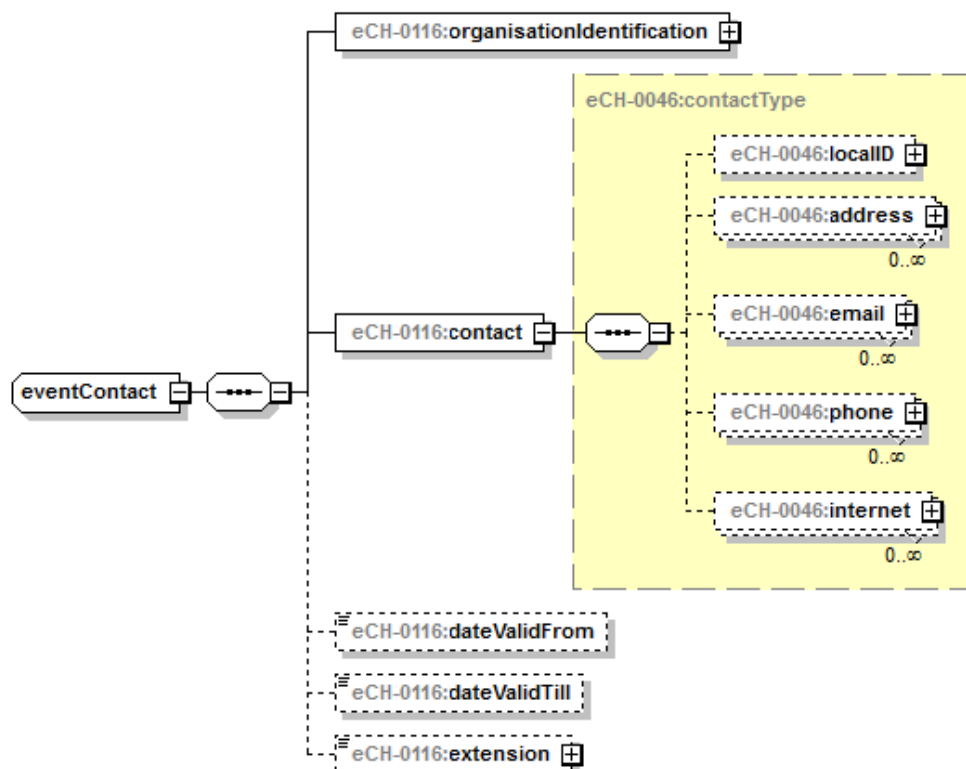 eCH-0116:organisationIdentification
eCH-0046:contactType
eCH-0046:localID
eCH-0046:address
0..∞
eCH-0046:email
0..∞
eCH-0116:contact
eventContact
eCH-0046:phone
0..∞
eCH-0046:internet
0..∞
eCH-0116:dateValidFrom
eCH-0116:dateValidTill
eCH-0116:extension